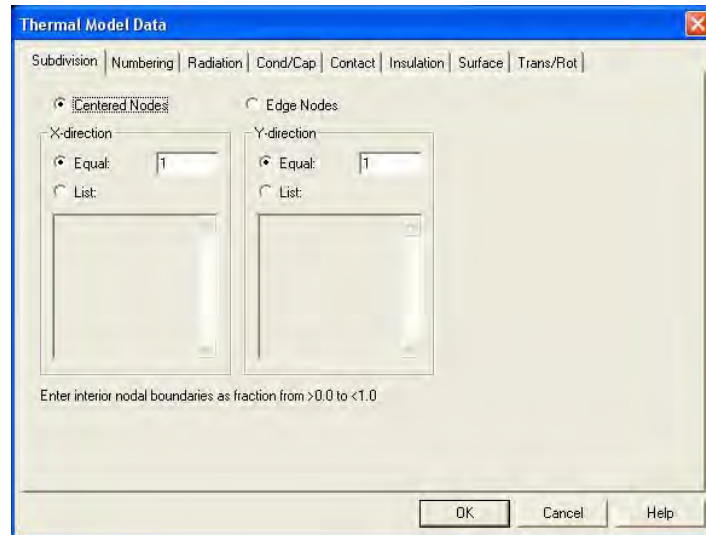 Thermal Model Data
Subdivision Numbering Radiation Cond/Cap Contact Insulation Surface Trans/Rot
Centered Nodes Edge Nodes
X-direction Y-direction
Equal: 1 Equal: 1
List: List:
Enter interior nodal boundaries as fraction from >0.0 to <1.0
OK Cancel Help